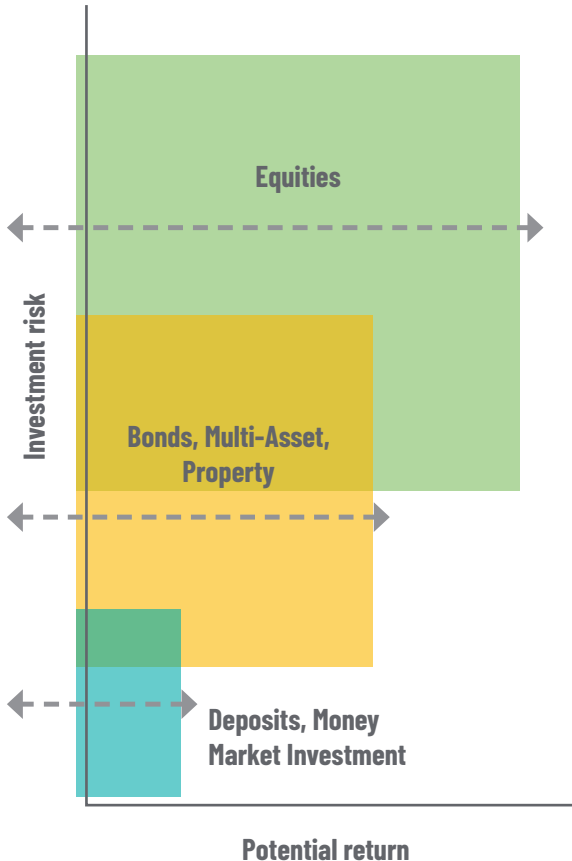 Equities
Investment risk
Bonds, Multi-Asset,
Property
Deposits, Money
Market Investment
Potential return